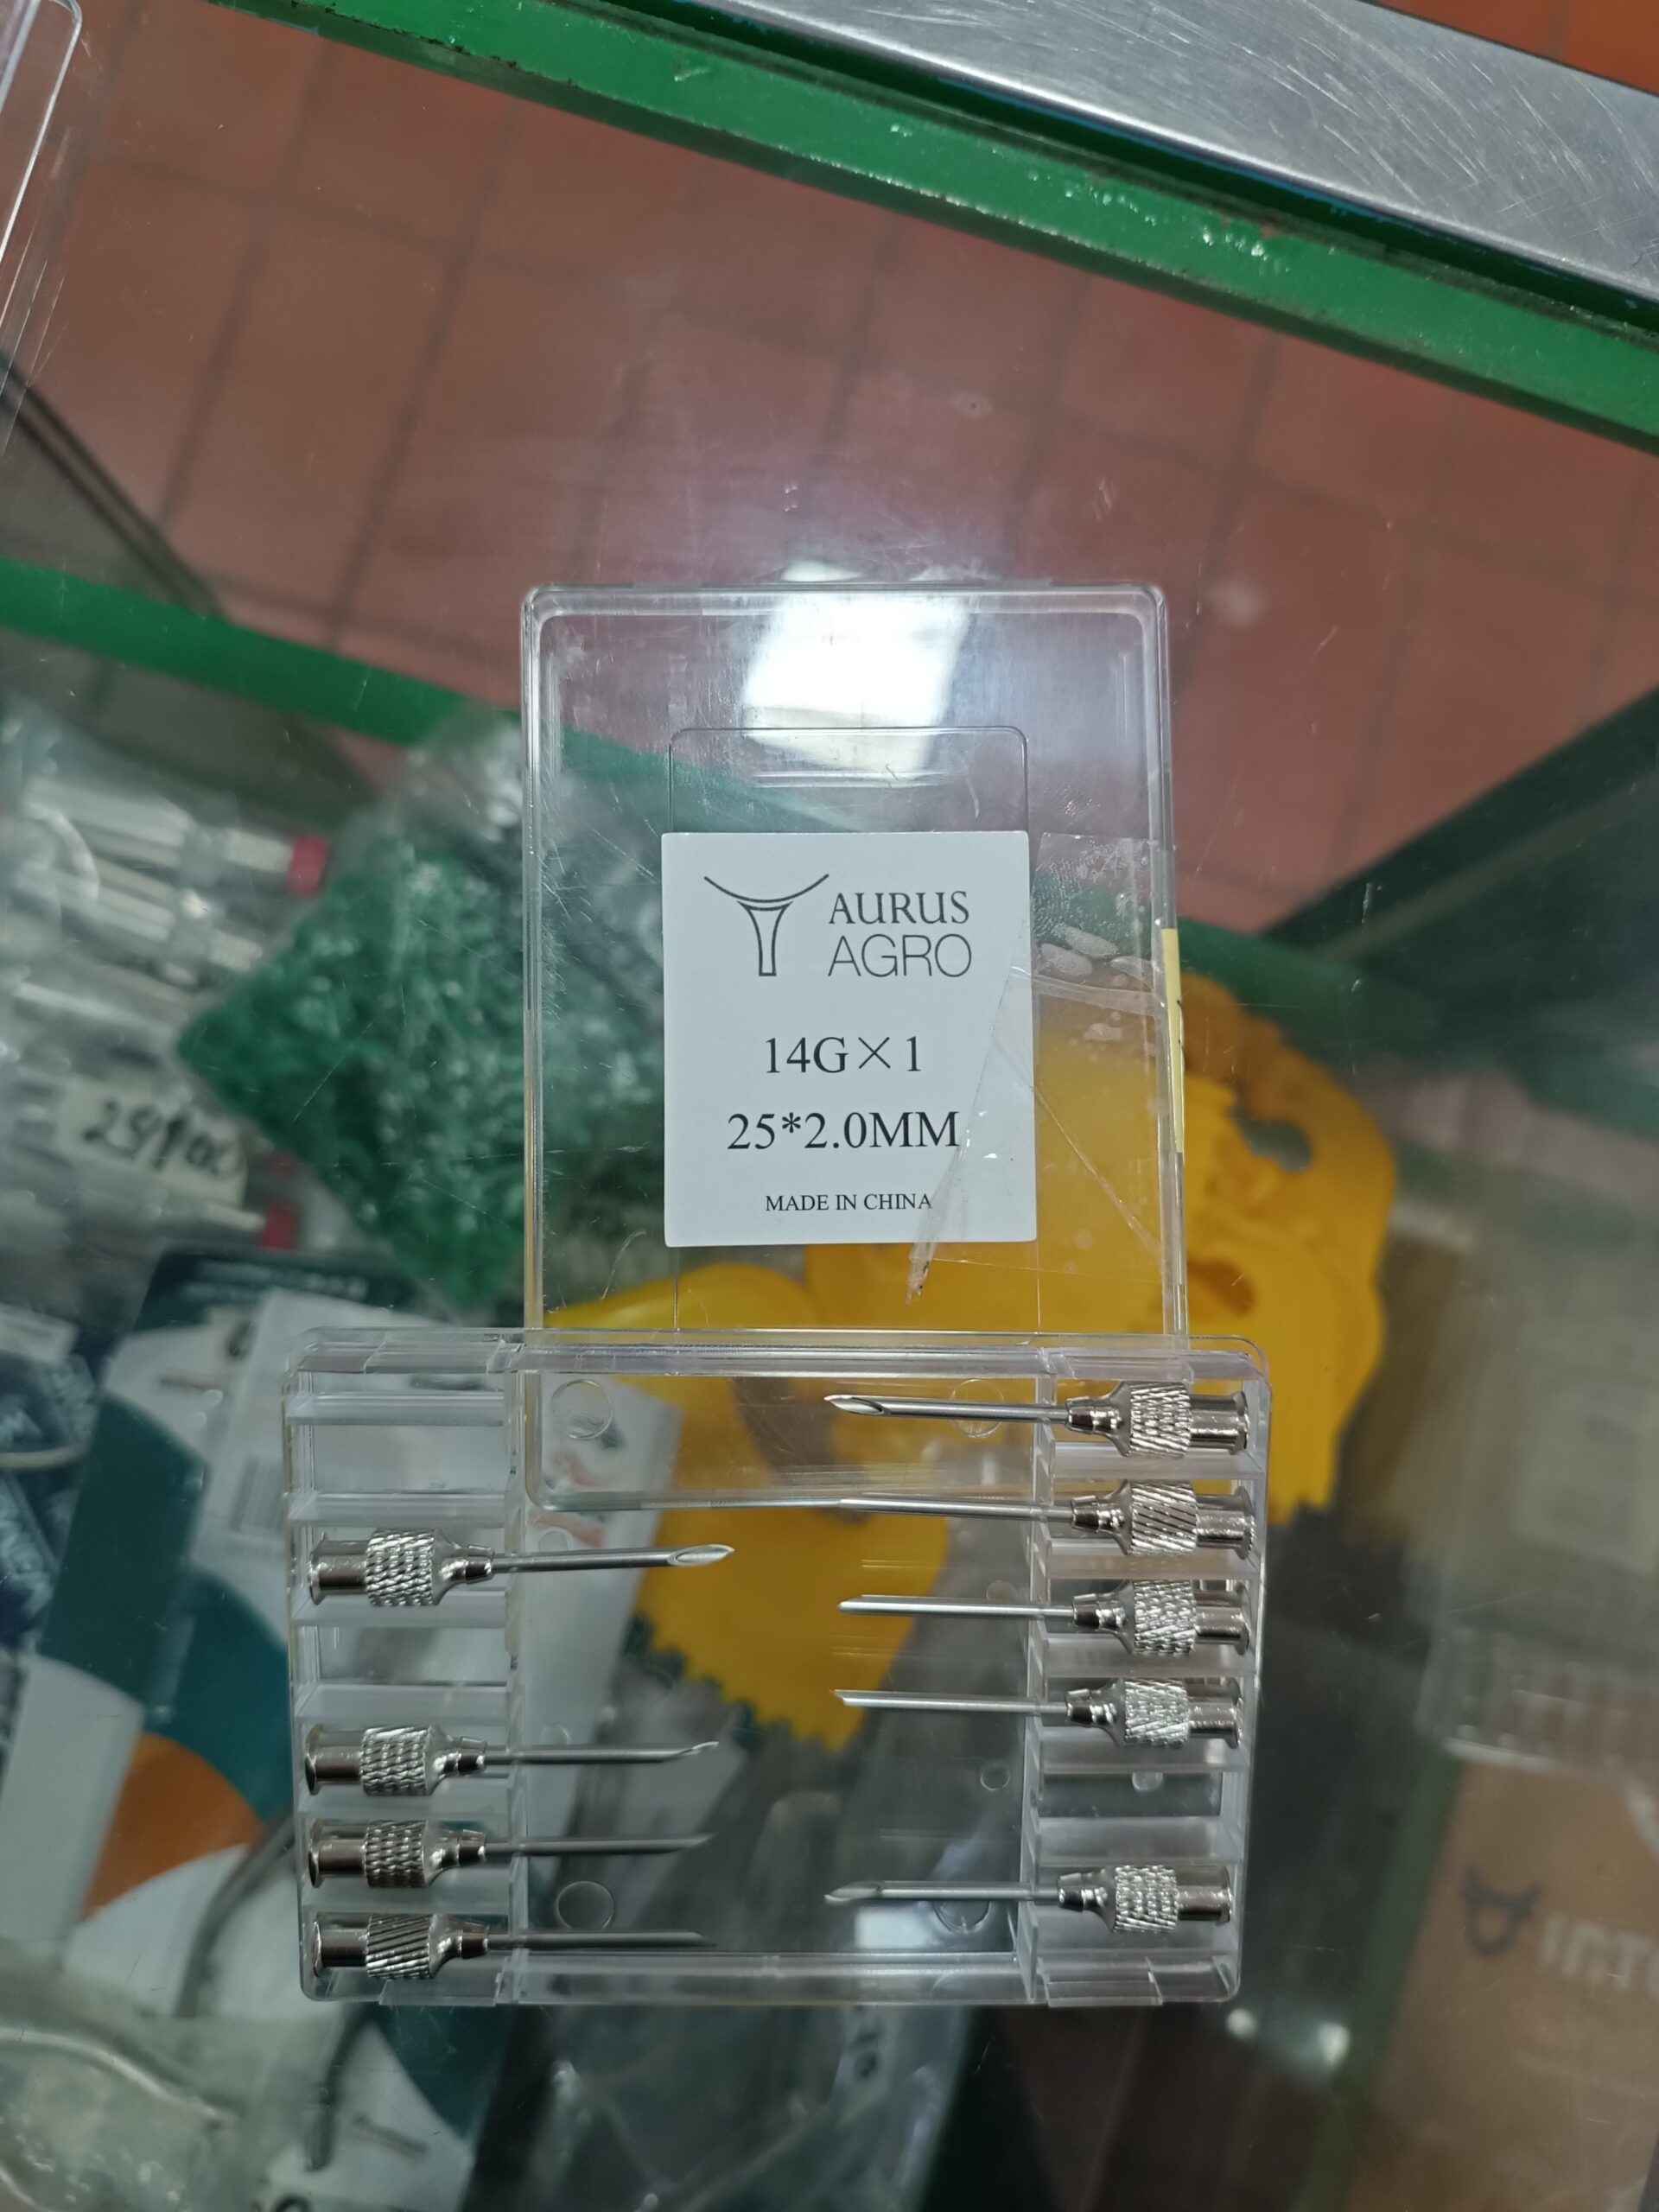 AURUS
AGRO
14G×1
25*2.0MM
MADE IN CHINA